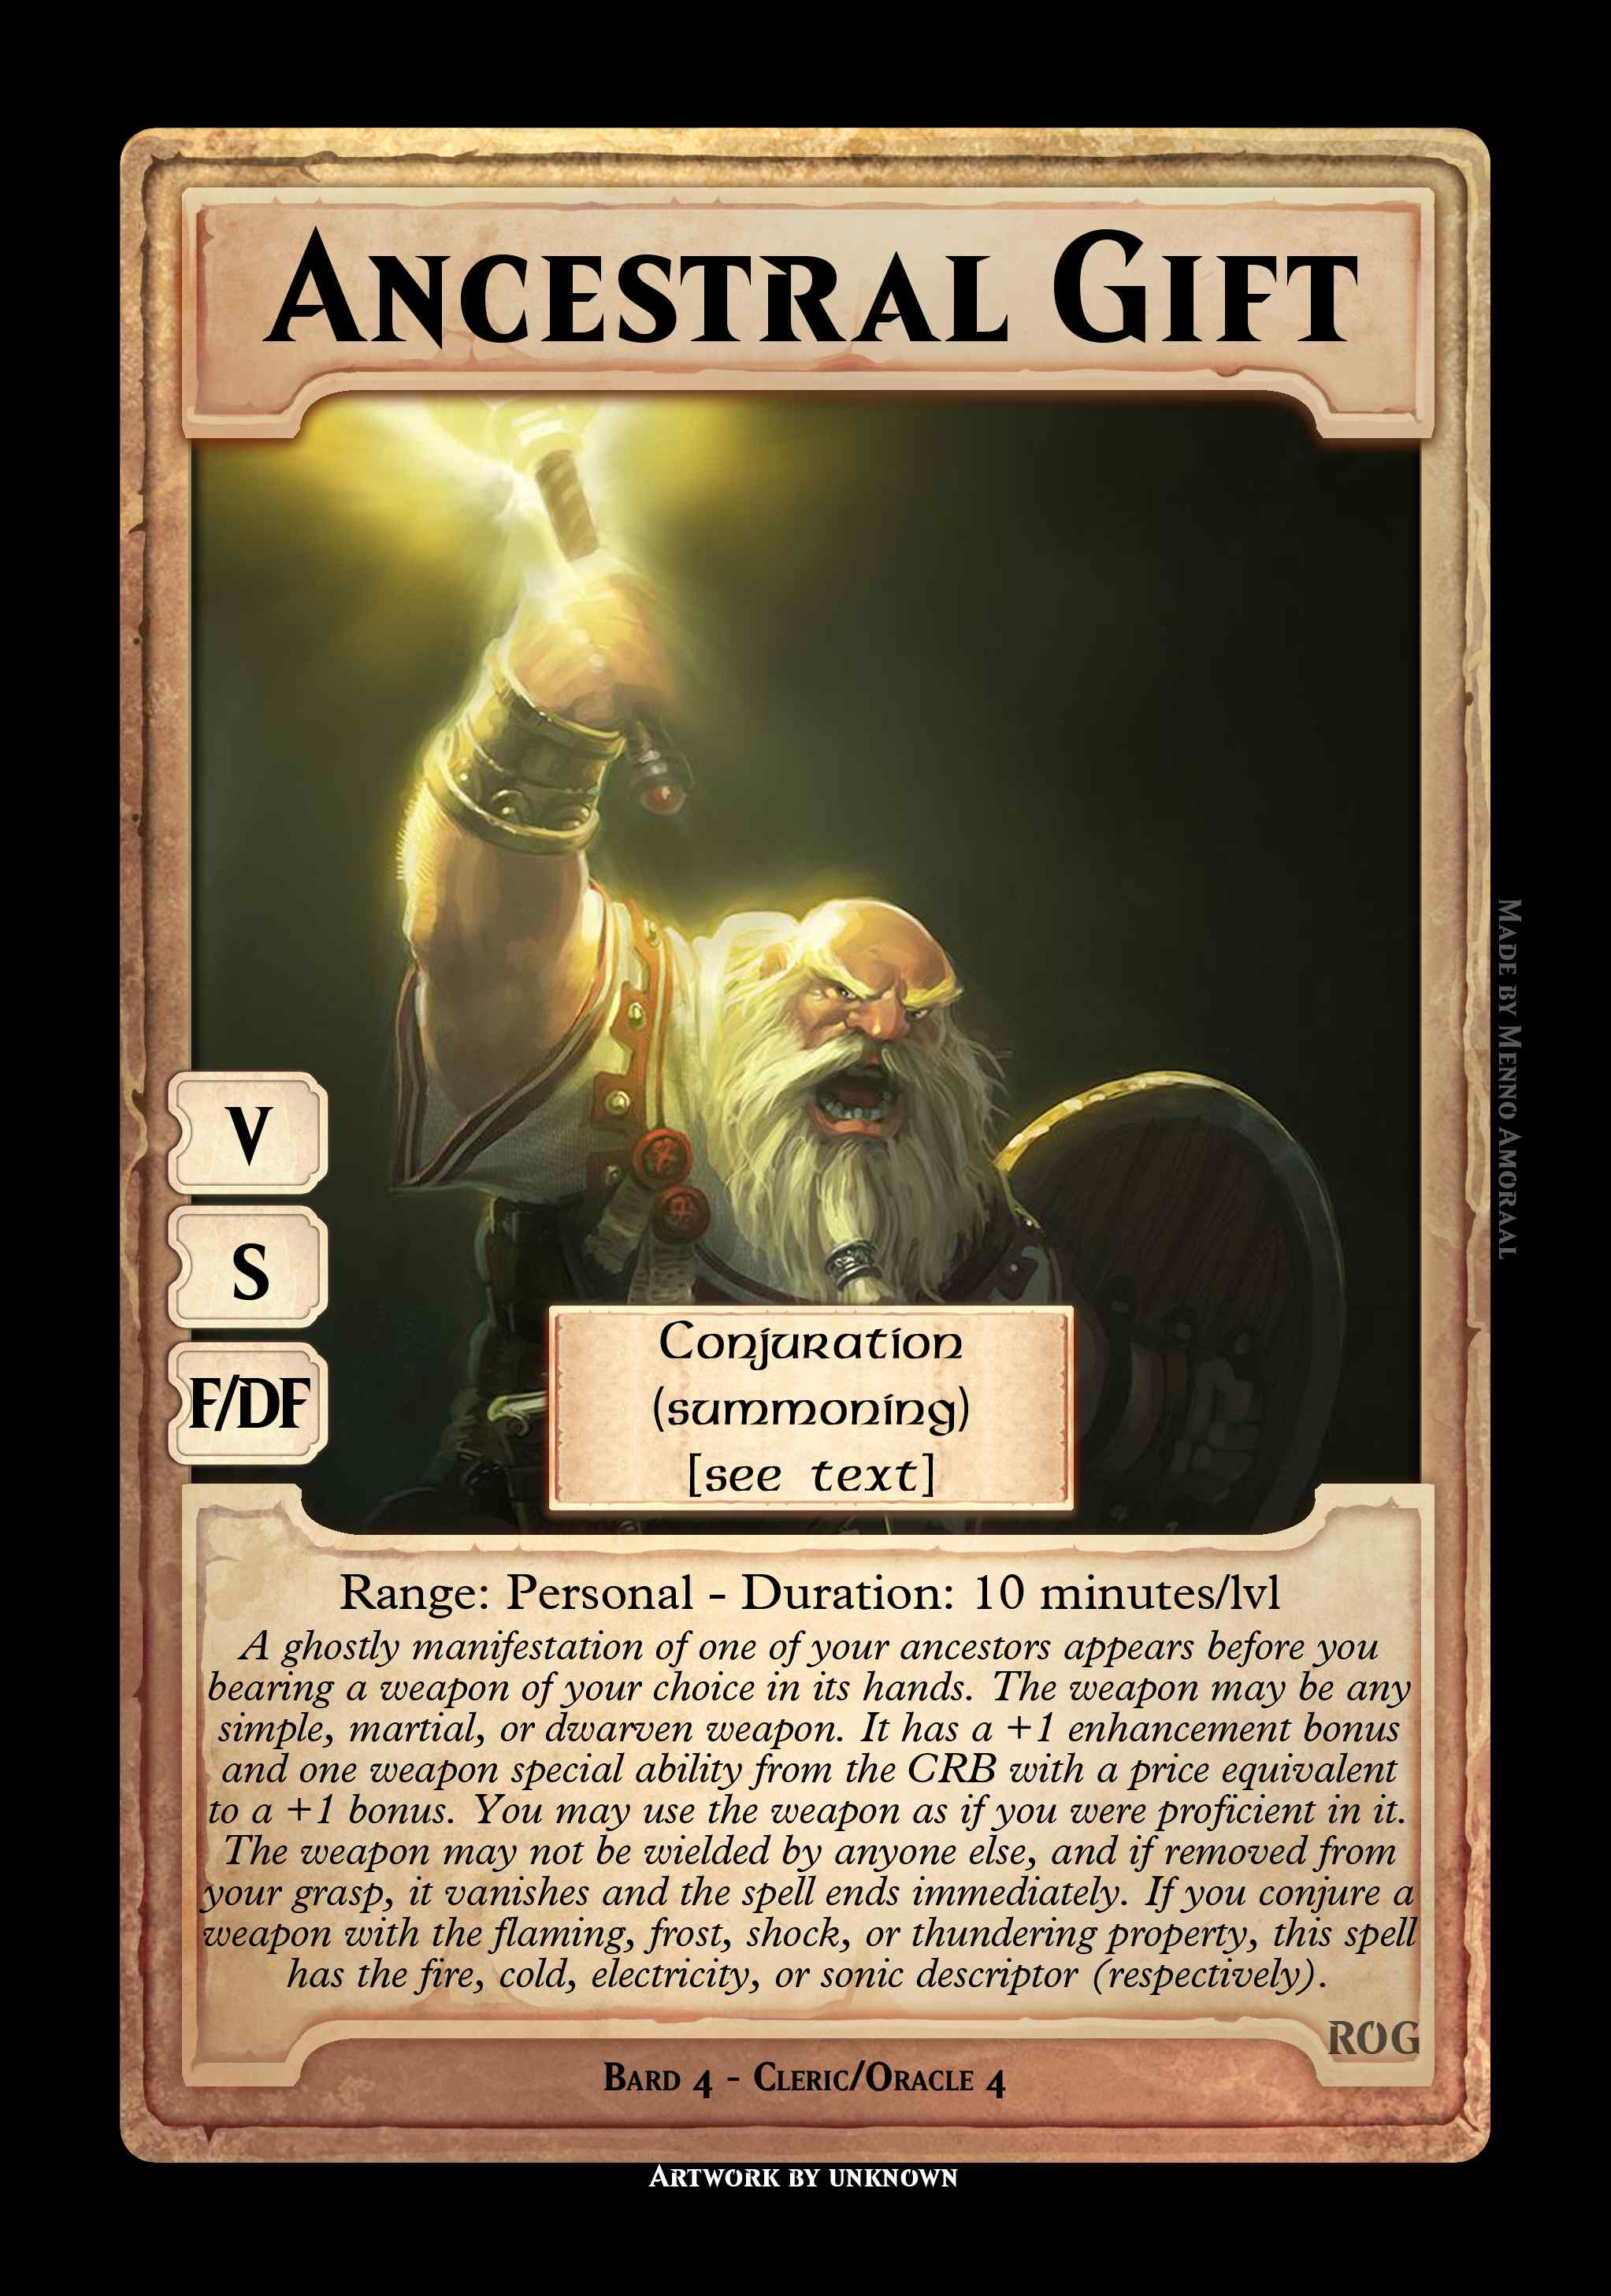 Ancestral Gift
V
S
F/DF
Conjuration
(summoning)
[see text]
Range: Personal - Duration: 10 minutes/lvl
A ghostly manifestation of one of your ancestors appears before you
bearing a weapon of your choice in its hands. The weapon may be any
simple, martial, or dwarven weapon. It has a +1 enhancement bonus
and one weapon special ability from the CRB with a price equivalent
to a +1 bonus. You may use the weapon as if you were proficient in it.
The weapon may not be wielded by anyone else, and if removed from
your grasp, it vanishes and the spell ends immediately. If you conjure a
weapon with the flaming, frost, shock, or thundering property, this spell
has the fire, cold, electricity, or sonic descriptor (respectively).
ROG
Bard 4 - Cleric/Oracle 4
Artwork by unknown
Made by Menno Amoraal